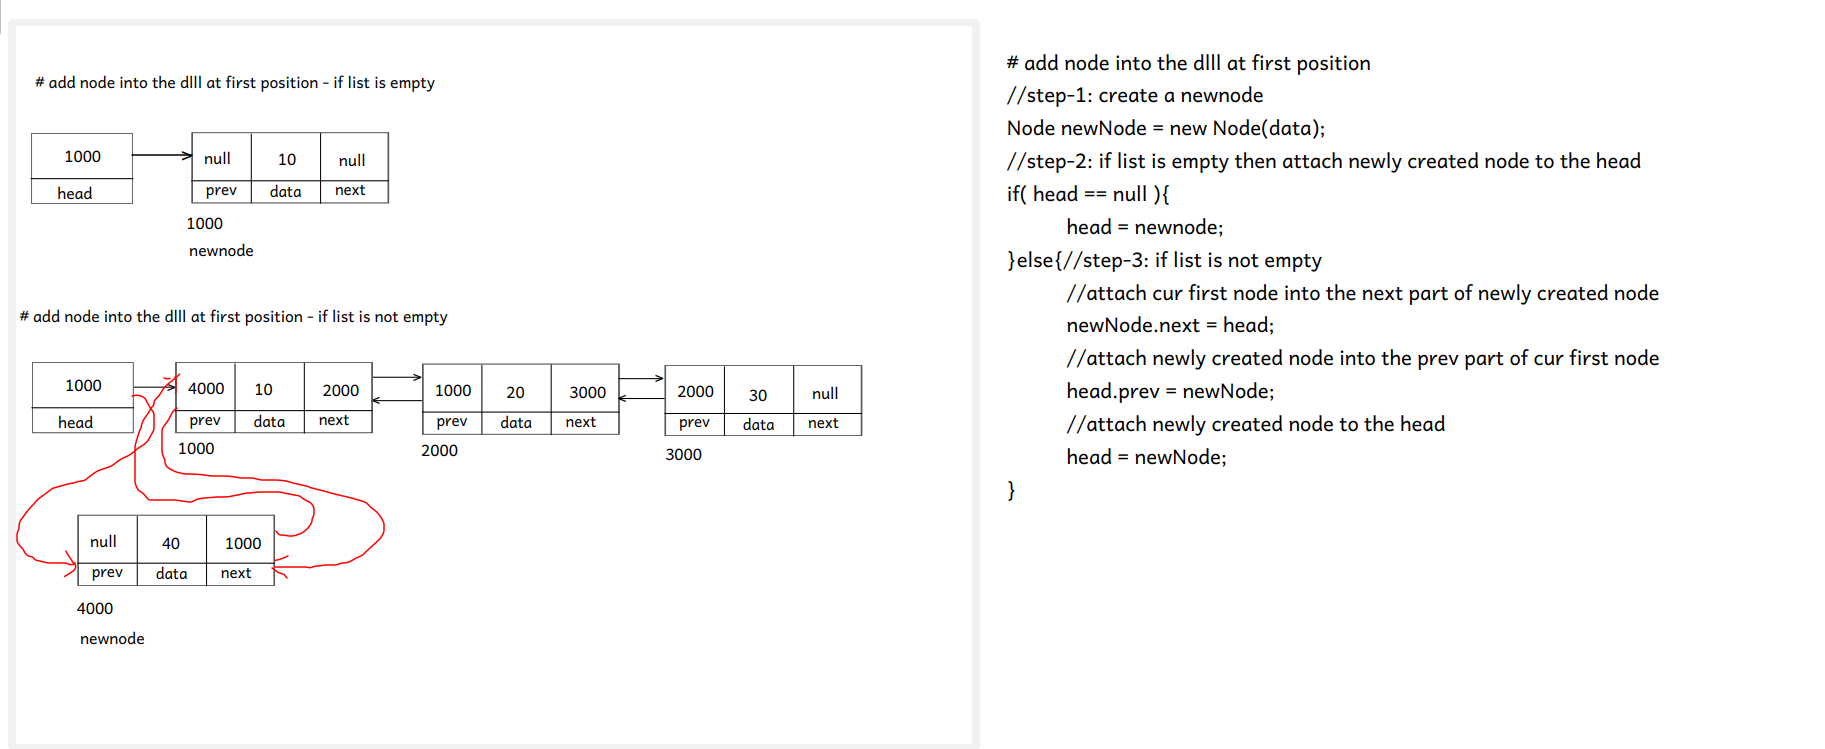 # add node into the dlll at first position - if list is empty
1000
head
null 10 null
prev data next
1000
newnode
# add node into the dlll at first position - if list is not empty
1000
head
4000 10 2000
prev data next
1000
1000 20 3000
prev data next
2000
2000 30 null
prev data next
3000
null 40 1000
prev data next
4000
newnode
# add node into the dlll at first position
//step-1: create a newnode
Node newNode = new Node(data);
//step-2: if list is empty then attach newly created node to the head
if( head == null ){
head = newnode;
}else{//step-3: if list is not empty
//attach cur first node into the next part of newly created node
newNode.next = head;
//attach newly created node into the prev part of cur first node
head.prev = newNode;
//attach newly created node to the head
head = newNode;
}